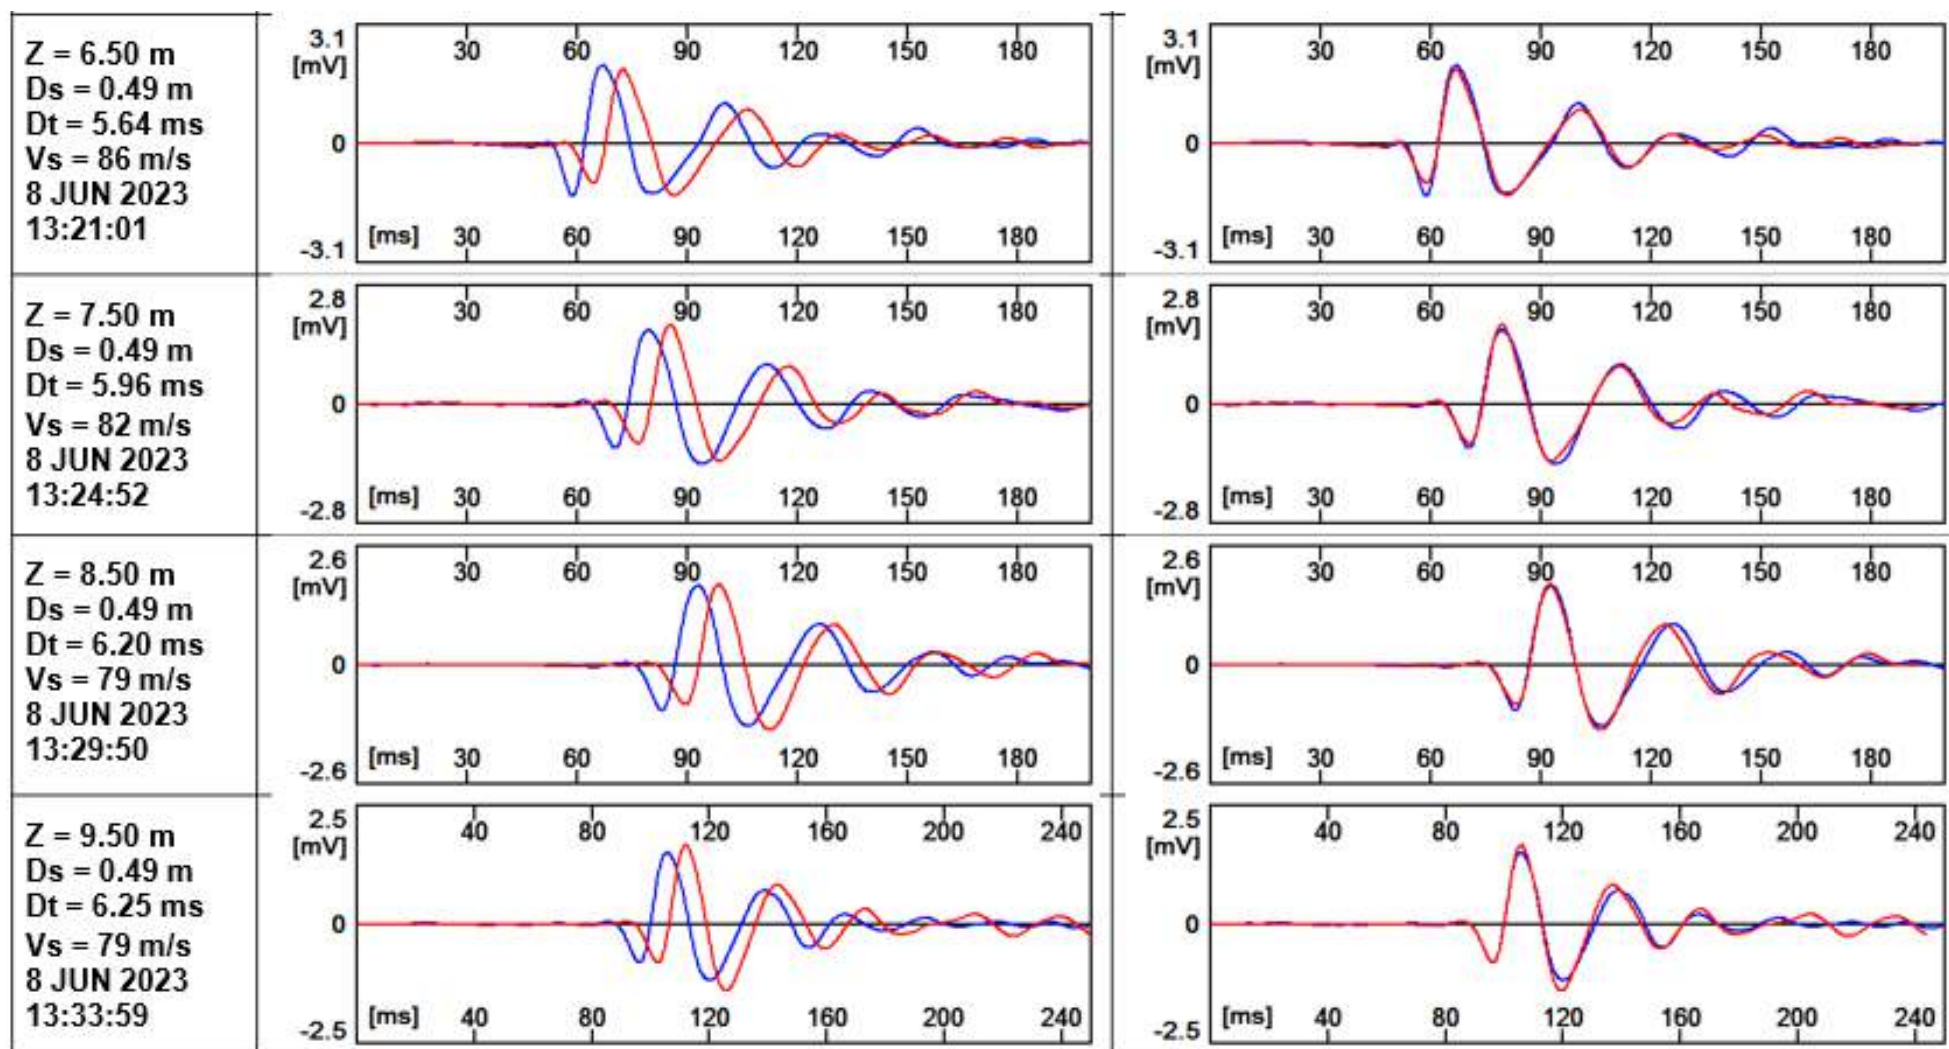 Z = 6.50 m
Ds = 0.49 m
Dt = 5.64 ms
Vs = 86 m/s
8 JUN 2023
13:21:01
3.1
[mV]
30 60 90 120 150 180
0
-3.1
[ms] 30 60 90 120 150 180
3.1
[mV]
30 60 90 120 150 180
0
-3.1
[ms] 30 60 90 120 150 180
Z = 7.50 m
Ds = 0.49 m
Dt = 5.96 ms
Vs = 82 m/s
8 JUN 2023
13:24:52
2.8
[mV]
30 60 90 120 150 180
0
-2.8
[ms] 30 60 90 120 150 180
2.8
[mV]
30 60 90 120 150 180
0
-2.8
[ms] 30 60 90 120 150 180
Z = 8.50 m
Ds = 0.49 m
Dt = 6.20 ms
Vs = 79 m/s
8 JUN 2023
13:29:50
2.6
[mV]
30 60 90 120 150 180
0
-2.6
[ms] 30 60 90 120 150 180
2.6
[mV]
30 60 90 120 150 180
0
-2.6
[ms] 30 60 90 120 150 180
Z = 9.50 m
Ds = 0.49 m
Dt = 6.25 ms
Vs = 79 m/s
8 JUN 2023
13:33:59
2.5
[mV]
40 80 120 160 200 240
0
-2.5
[ms] 40 80 120 160 200 240
2.5
[mV]
40 80 120 160 200 240
0
-2.5
[ms] 40 80 120 160 200 240